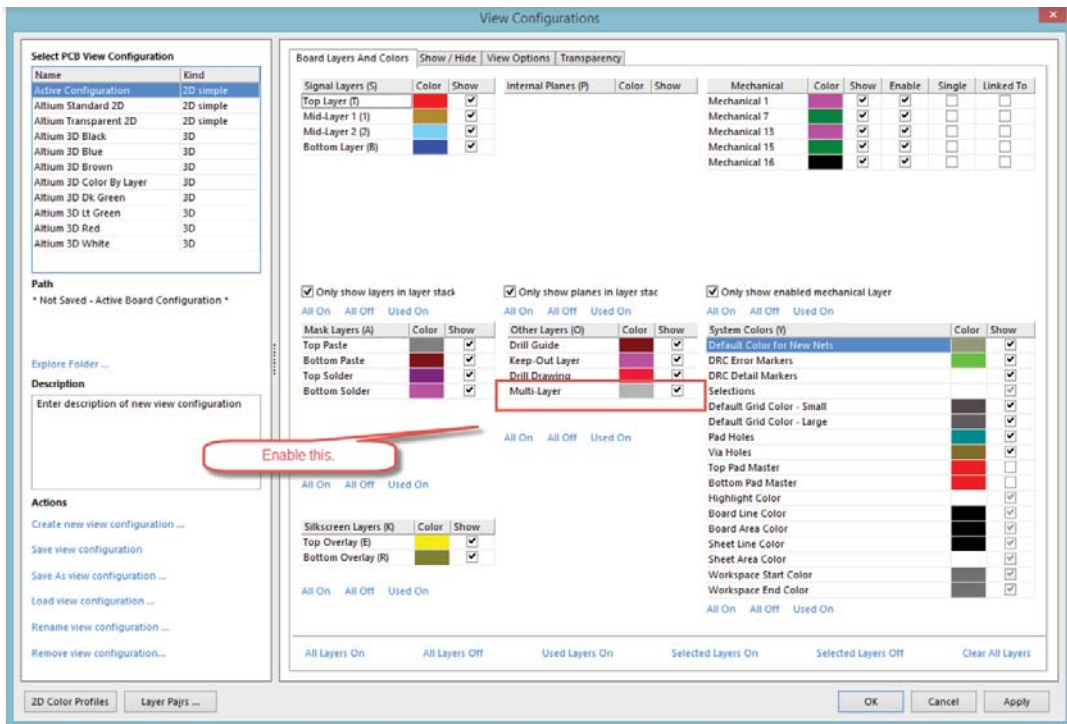 View Configurations
Select PCB View Configuration
Name Kind
Active Configuration 2D simple
Altium Standard 2D 2D simple
Altium Transparent 2D 2D simple
Altium 3D Black 3D
Altium 3D Blue 3D
Altium 3D Brown 3D
Altium 3D Color By Layer 3D
Altium 3D Dk Green 3D
Altium 3D Lt Green 3D
Altium 3D Red 3D
Altium 3D White 3D
Path
* Not Saved - Active Board Configuration *
Explore Folder ...
Description
Enter description of new view configuration
Actions
Create new view configuration ...
Save view configuration
Save As view configuration ...
Load view configuration ...
Rename view configuration ...
Remove view configuration...
Board Layers And Colors Show / Hide View Options Transparency
Signal Layers (S) Color Show
Top Layer (T)
Mid-Layer 1 (1)
Mid-Layer 2 (2)
Bottom Layer (B)
Only show layers in layer stack
All On All Off Used On
Internal Planes (P) Color Show
Only show planes in layer stac
All On All Off Used On
Mechanical Color Show Enable Single Linked To
Mechanical 1
Mechanical 7
Mechanical 13
Mechanical 15
Mechanical 16
Only show enabled mechanical Layer
All On All Off Used On
Mask Layers (A) Color Show
Top Paste
Bottom Paste
Top Solder
Bottom Solder
All On All Off Used On
Other Layers (O) Color Show
Drill Guide
Keep-Out Layer
Drill Drawing
Multi-Layer
All On All Off Used On
Enable this.
Silkscreen Layers (K) Color Show
Top Overlay (E)
Bottom Overlay (R)
All On All Off Used On
System Colors (Y) Color Show
Default Color for New Nets
DRC Error Markers
DRC Detail Markers
Selections
Default Grid Color - Small
Default Grid Color - Large
Pad Holes
Via Holes
Top Pad Master
Bottom Pad Master
Highlight Color
Board Line Color
Board Area Color
Sheet Line Color
Sheet Area Color
Workspace Start Color
Workspace End Color
All On All Off Used On
All Layers On All Layers Off Used Layers On Selected Layers On Selected Layers Off Clear All Layers
2D Color Profiles Layer Pairs ... OK Cancel Apply